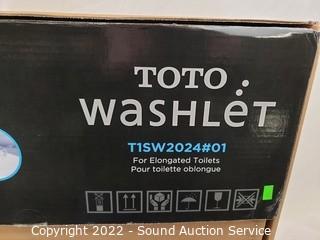 TOTO
WASHLET
T1SW2024#01
For Elongated Toilets
Pour toilette oblongue
Copyright 2022 - Sound Auction Service